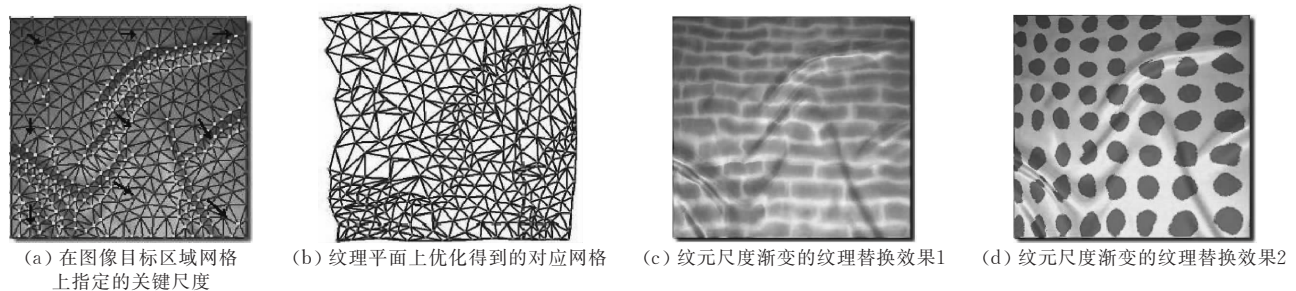 (a)在图像目标区域网格
上指定的关键尺度
(b)纹理平面上优化得到的对应网格
(c)纹元尺度渐变的纹理替换效果1
(d)纹元尺度渐变的纹理替换效果2